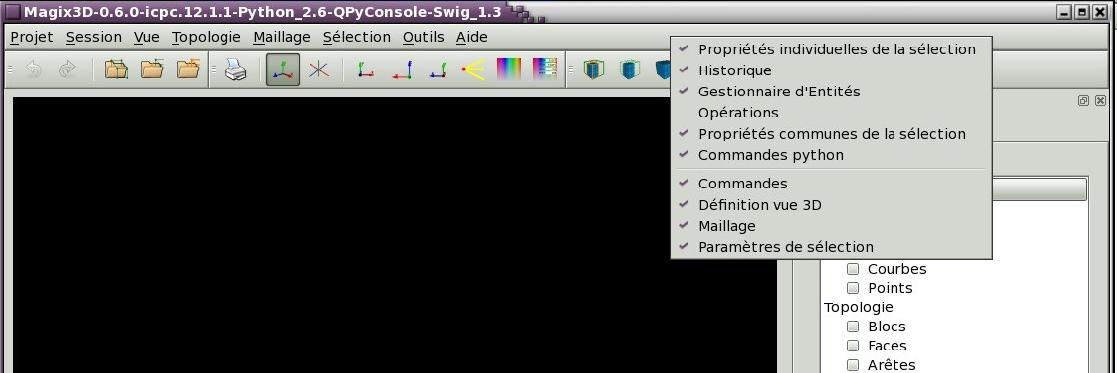 Magix3D-0.6.0-icpc.12.1.1-Python_2.6-QPyConsole-Swig_1.3
Projet Session Vue Topologie Maillage Sélection Outils Aide
Propriétés individuelles de la sélection
Historique
Gestionnaire d'Entités
Opérations
Propriétés communes de la sélection
Commandes python
Commandes
Définition vue 3D
Maillage
Paramètres de sélection
Courbes
Points
Topologie
Blocs
Faces
Arêtes